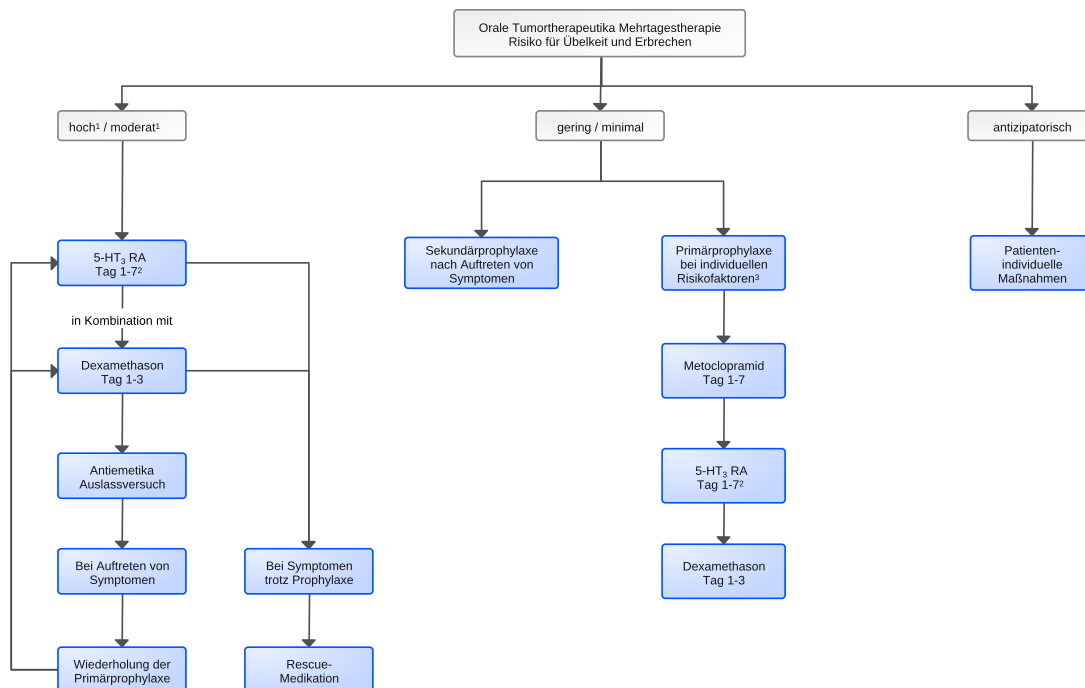 Orale Tumortherapeutika Mehrtagestherapie
Risiko für Übelkeit und Erbrechen
hoch¹ / moderat¹
gering / minimal
antizipatorisch
5-HT₃ RA
Tag 1-7²
in Kombination mit
Dexamethason
Tag 1-3
Antiemetika
Auslassversuch
Bei Auftreten von
Symptomen
Wiederholung der
Primärprophylaxe
Bei Symptomen
trotz Prophylaxe
Rescue-
Medikation
Sekundärprophylaxe
nach Auftreten von
Symptomen
Primärprophylaxe
bei individuellen
Risikofaktoren³
Metoclopramid
Tag 1-7
5-HT₃ RA
Tag 1-7²
Dexamethason
Tag 1-3
Patienten-
individuelle
Maßnahmen